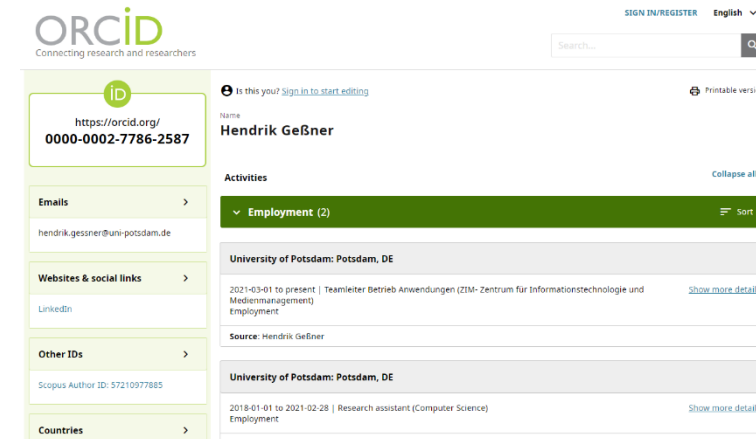 ORCiD
Connecting research and researchers
SIGN IN/REGISTER English
Search...
iD
https://orcid.org/
0000-0002-7786-2587
Emails
hendrik.gessner@uni-potsdam.de
Websites & social links
LinkedIn
Other IDs
Scopus Author ID: 57210977885
Countries
Is this you? Sign in to start editing
Printable versi
Name
Hendrik Geßner
Activities
Collapse all
Employment (2)
Sort
University of Potsdam: Potsdam, DE
2021-03-01 to present | Teamleiter Betrieb Anwendungen (ZIM- Zentrum für Informationstechnologie und
Medienmanagement)
Employment
Show more detail
Source: Hendrik Geßner
University of Potsdam: Potsdam, DE
2018-01-01 to 2021-02-28 | Research assistant (Computer Science)
Employment
Show more detail